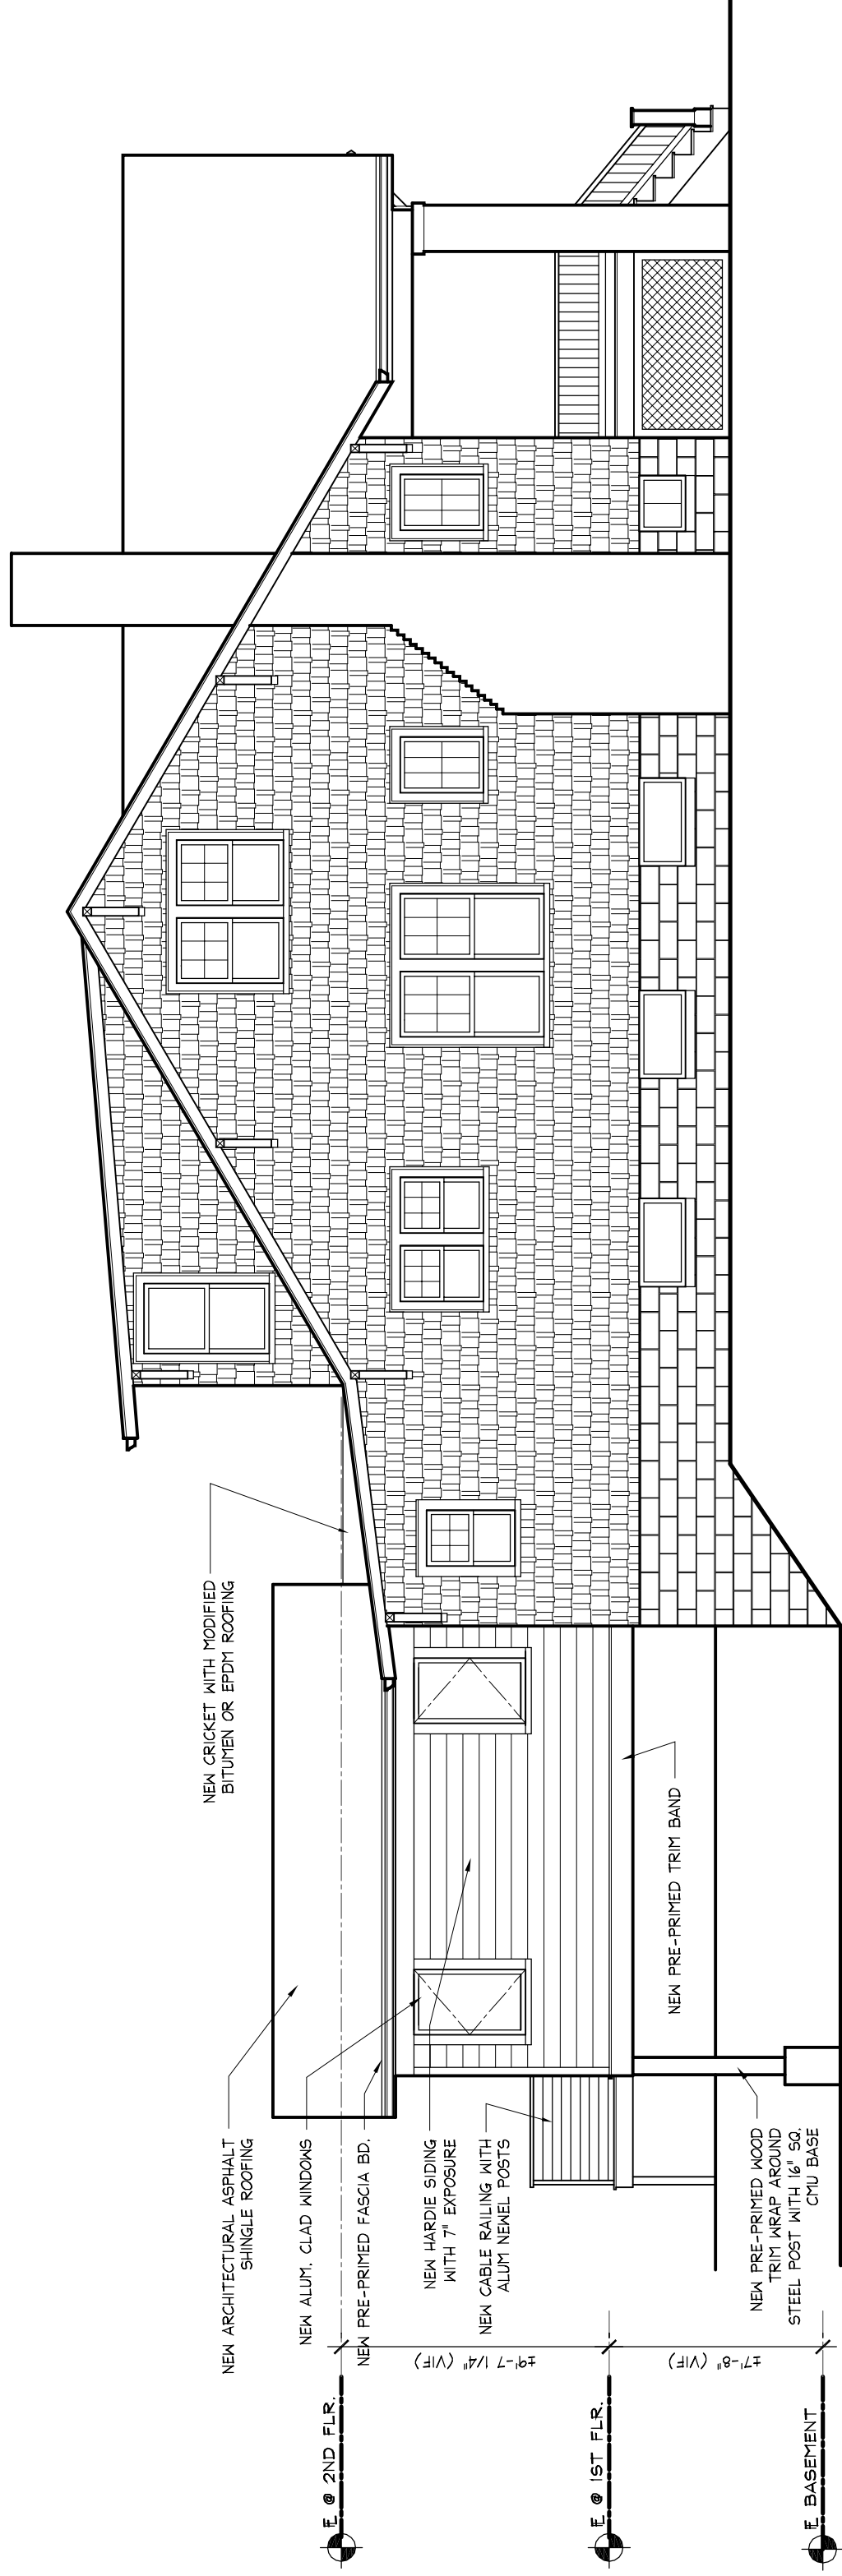 NEW CRICKET WITH MODIFIED
BITUMEN OR EPDM ROOFING
NEW ARCHITECTURAL ASPHALT
SHINGLE ROOFING
NEW ALUM. CLAD WINDOWS
NEW PRE-PRIMED FASCIA BD.
NEW HARDIE SIDING
WITH 7" EXPOSURE
NEW CABLE RAILING WITH
ALUM NEWEL POSTS
NEW PRE-PRIMED TRIM BAND
NEW PRE-PRIMED WOOD
TRIM WRAP AROUND
STEEL POST WITH 16" SQ.
CMU BASE
±9'-7 1/4" (VIF)
±7'-8" (VIF)
FL @ 2ND FLR.
FL @ 1ST FLR.
FL BASEMENT